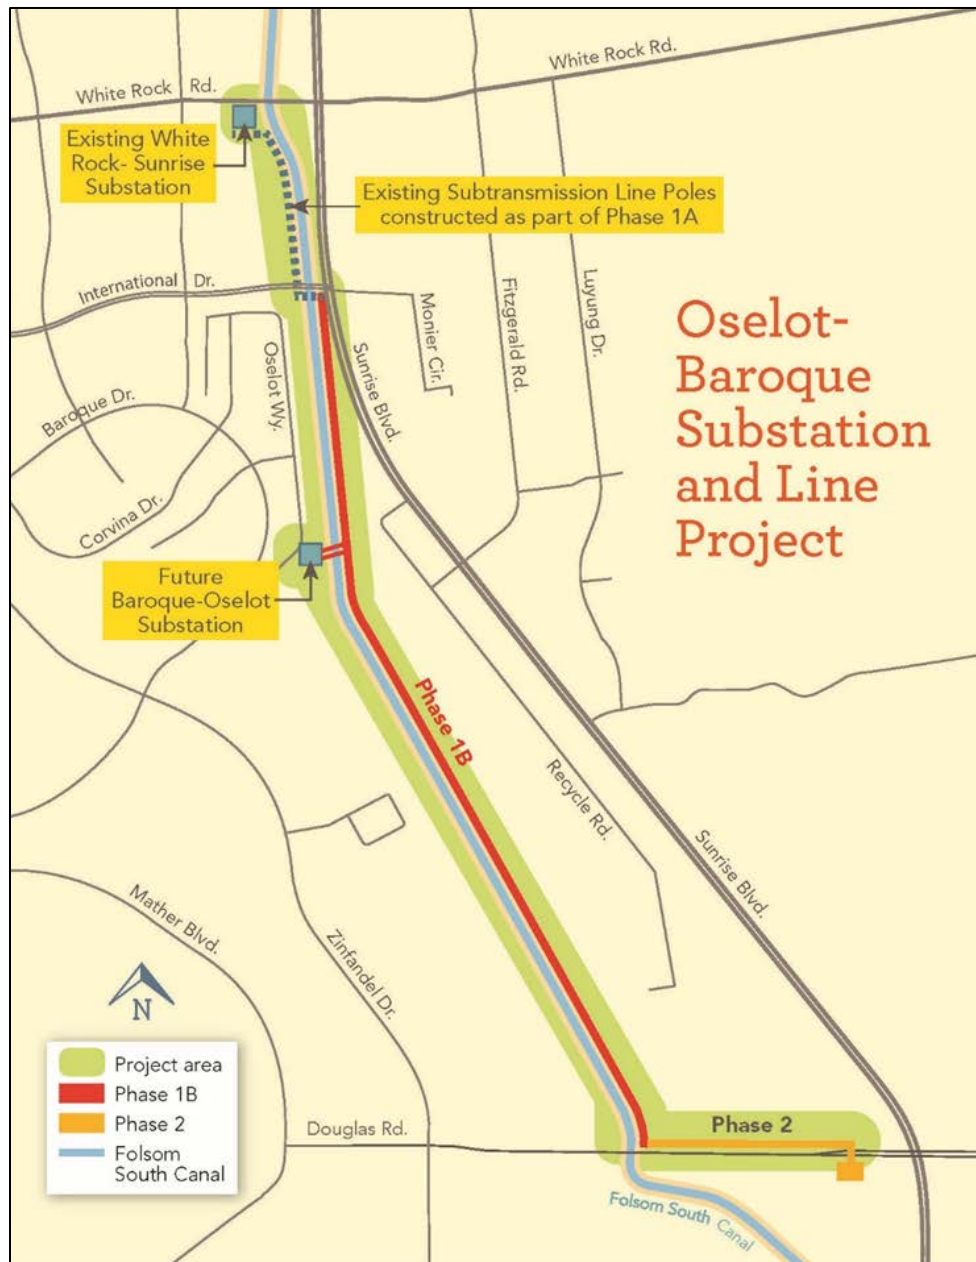 White Rock Rd.
White Rock Rd.
Existing White
Rock- Sunrise
Substation
Existing Subtransmission Line Poles
constructed as part of Phase 1A
International Dr.
Monier Cir.
Fitzgerald Rd.
Luyung Dr.
Oselot-
Baroque
Substation
and Line
Project
Oselot Wy.
Sunrise Blvd.
Baroque Dr.
Corvina Dr.
Future
Baroque-Oselot
Substation
Phase 1B
Recycle Rd.
Sunrise Blvd.
Mather Blvd.
Zinfandel Dr.
N
Project area
Phase 1B
Phase 2
Folsom
South Canal
Douglas Rd.
Phase 2
Folsom South Canal